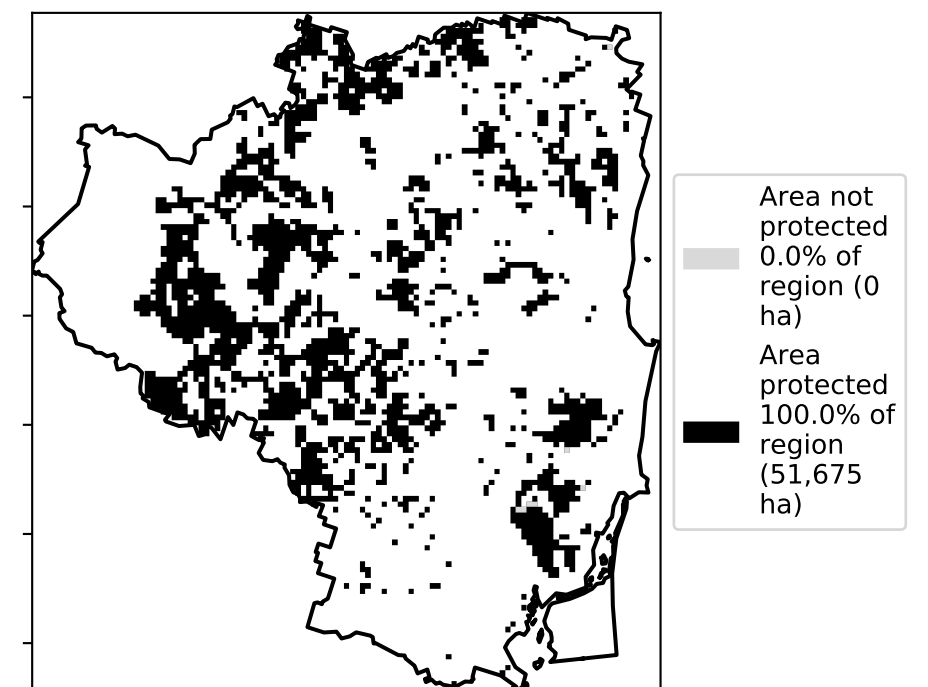 Area not
protected
0.0% of
region (0
ha)
Area
protected
100.0% of
region
(51,675
ha)